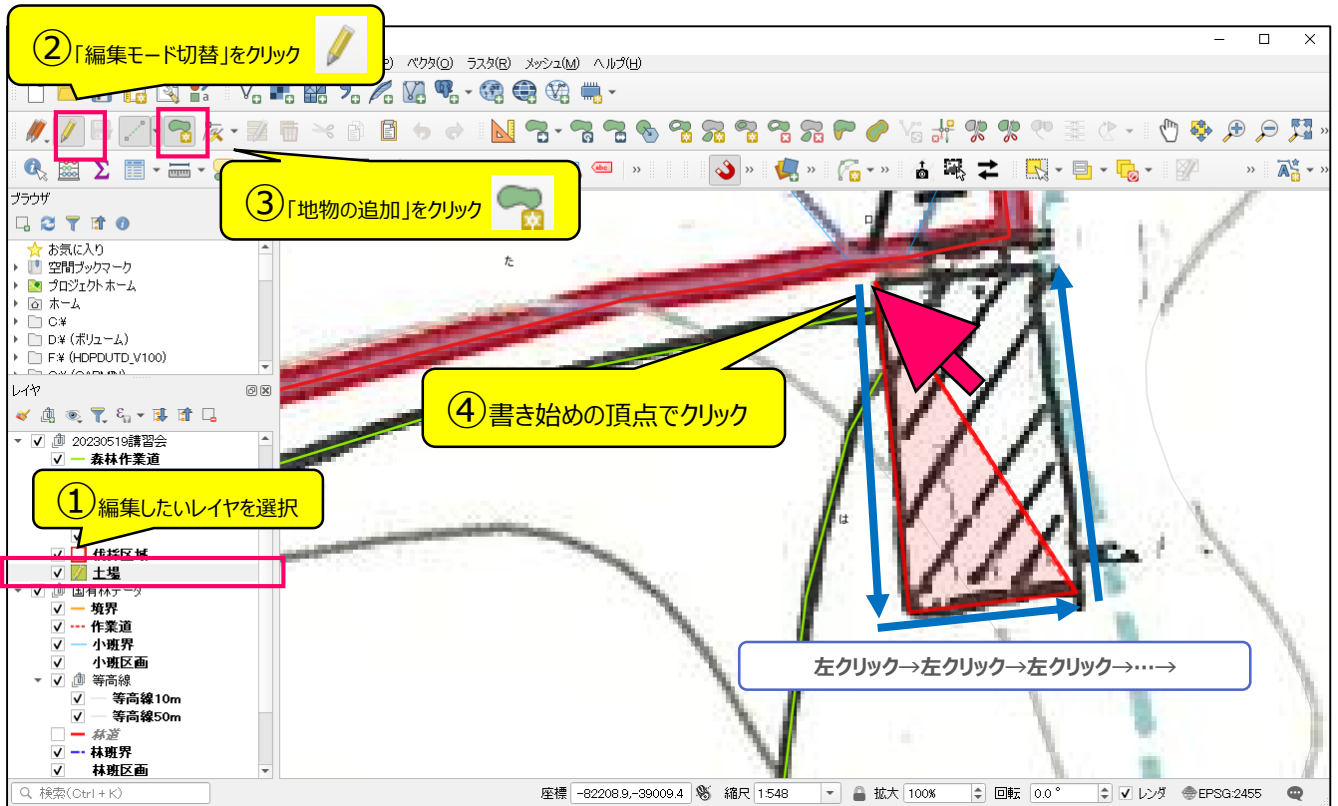 ②「編集モード切替」をクリック
ベクタ(O) ラスタ(R) メッシュ(M) ヘルプ(H)
③「地物の追加」をクリック
ブラウザ
お気に入り
空間ブックマーク
プロジェクトホーム
ホーム
C:¥
D:¥ (ボリューム)
F:¥ (HDPDUTD_V100)
た
ロ
④書き始めの頂点でクリック
レイヤ
20230519講習会
森林作業道
①編集したいレイヤを選択
伐採区域
土場
国有林データ
境界
作業道
小班界
小班区画
等高線
等高線10m
等高線50m
林道
林班界
林班区画
は
左クリック→左クリック→左クリック→…→
検索(Ctrl + K)
座標 -82208.9,-39009.4 縮尺 1:548 拡大 100% 回転 0.0 ° レンダ EPSG:2455